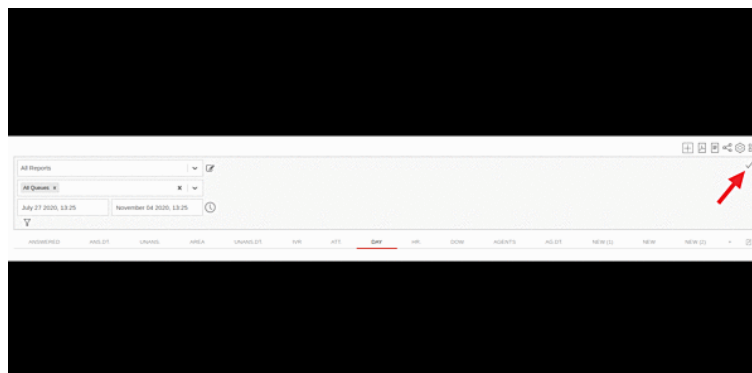 All Reports
All Queues x
July 27 2020, 13:25 November 04 2020, 13:25
ANSWERED ANS.DT. UNANS. AREA UNANS.DT. IVR ATT. DAY HR. DOW. AGENTS AG.DT NEW (1) NEW NEW (2)